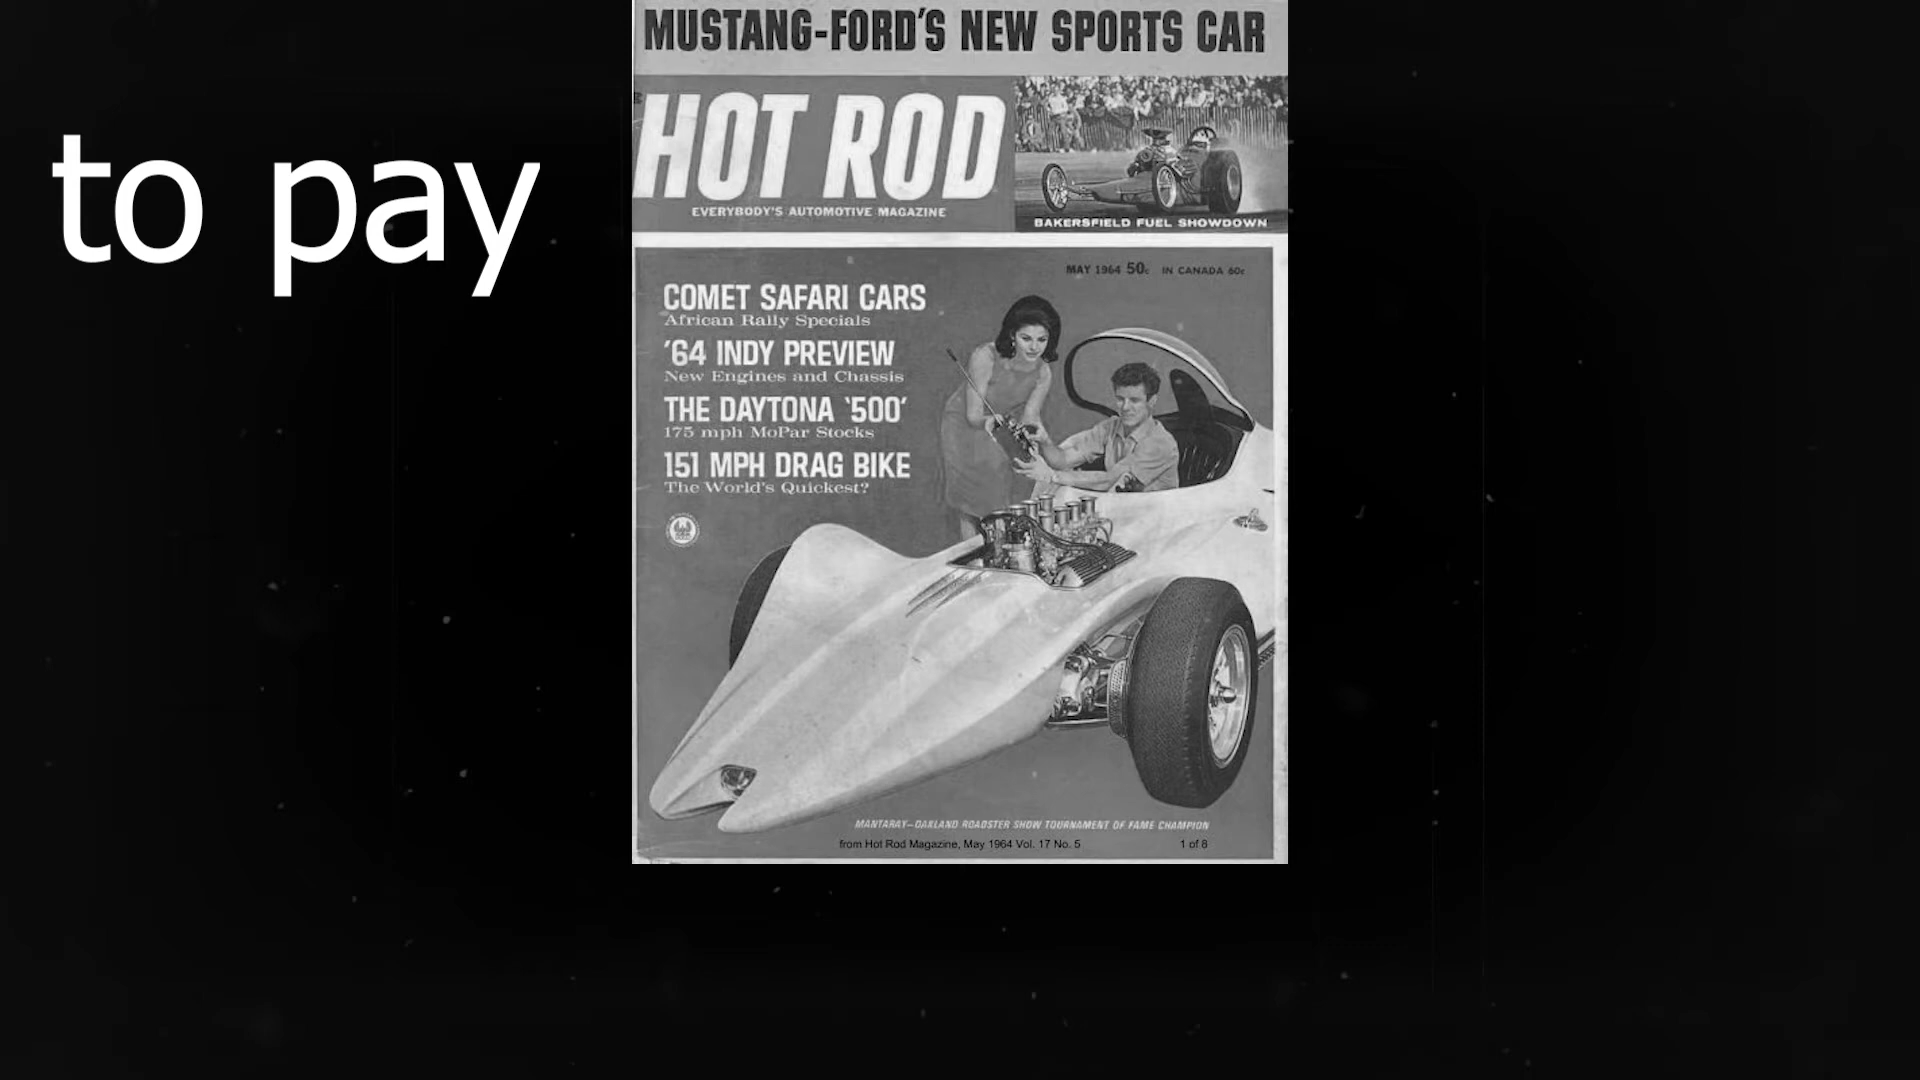 to pay
MUSTANG-FORD'S NEW SPORTS CAR
HOT ROD
EVERYBODY'S AUTOMOTIVE MAGAZINE
BAKERSFIELD FUEL SHOWDOWN
MAY 1964 50c IN CANADA 60c
COMET SAFARI CARS
African Rally Specials
'64 INDY PREVIEW
New Engines and Chassis
THE DAYTONA '500'
175 mph MoPar Stocks
151 MPH DRAG BIKE
The World's Quickest?
MANTARAY—OAKLAND ROADSTER SHOW TOURNAMENT OF FAME CHAMPION
from Hot Rod Magazine, May 1964 Vol. 17 No. 5 1 of 8